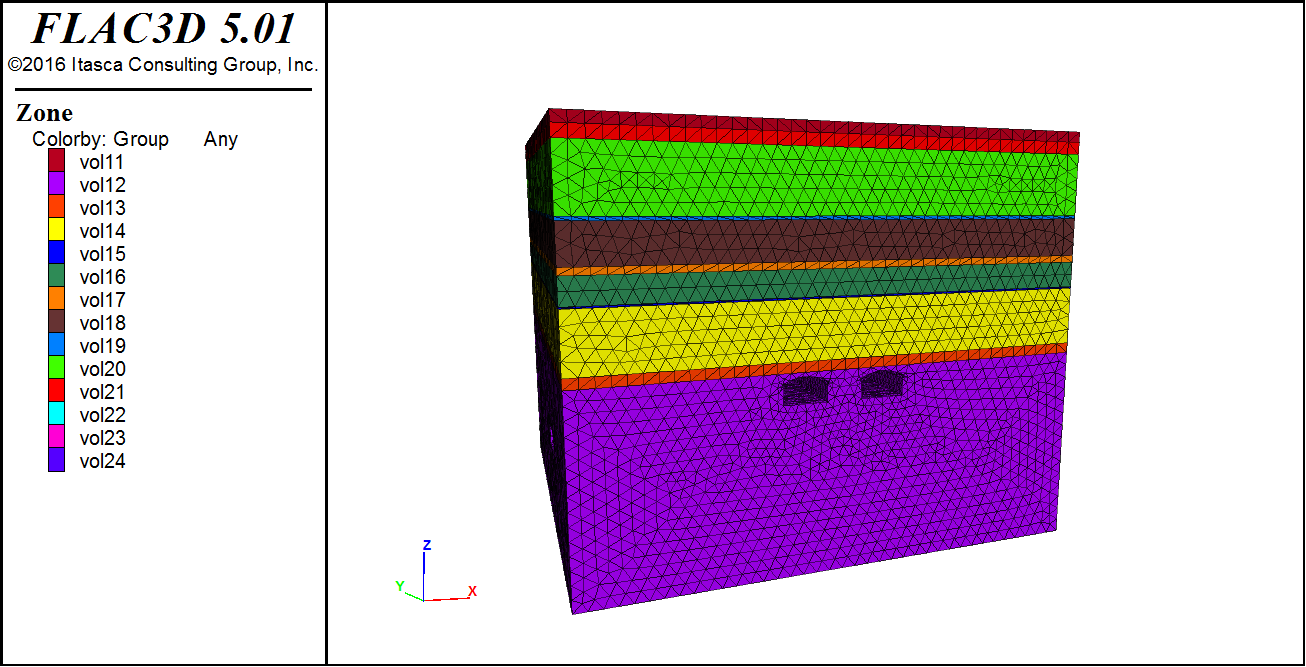 FLAC3D 5.01
©2016 Itasca Consulting Group, Inc.
Zone
Colorby: Group Any
vol11
vol12
vol13
vol14
vol15
vol16
vol17
vol18
vol19
vol20
vol21
vol22
vol23
vol24
Z
Y
X